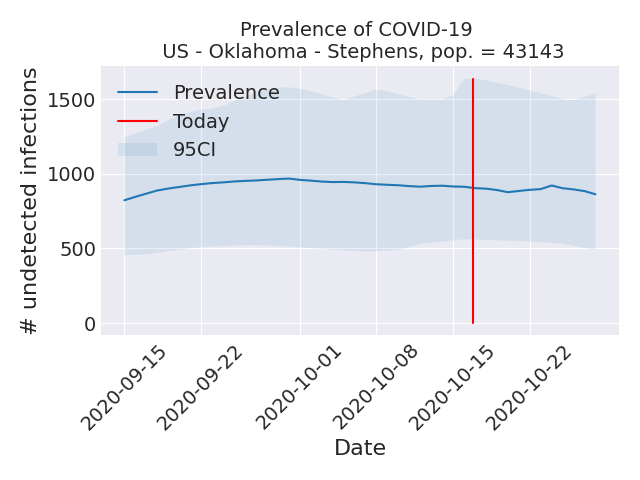 Prevalence of COVID-19
US - Oklahoma - Stephens, pop. = 43143
Prevalence
Today
95CI
# undetected infections
1500
1000
500
0
2020-09-15
2020-09-22
2020-10-01
2020-10-08
2020-10-15
2020-10-22
Date